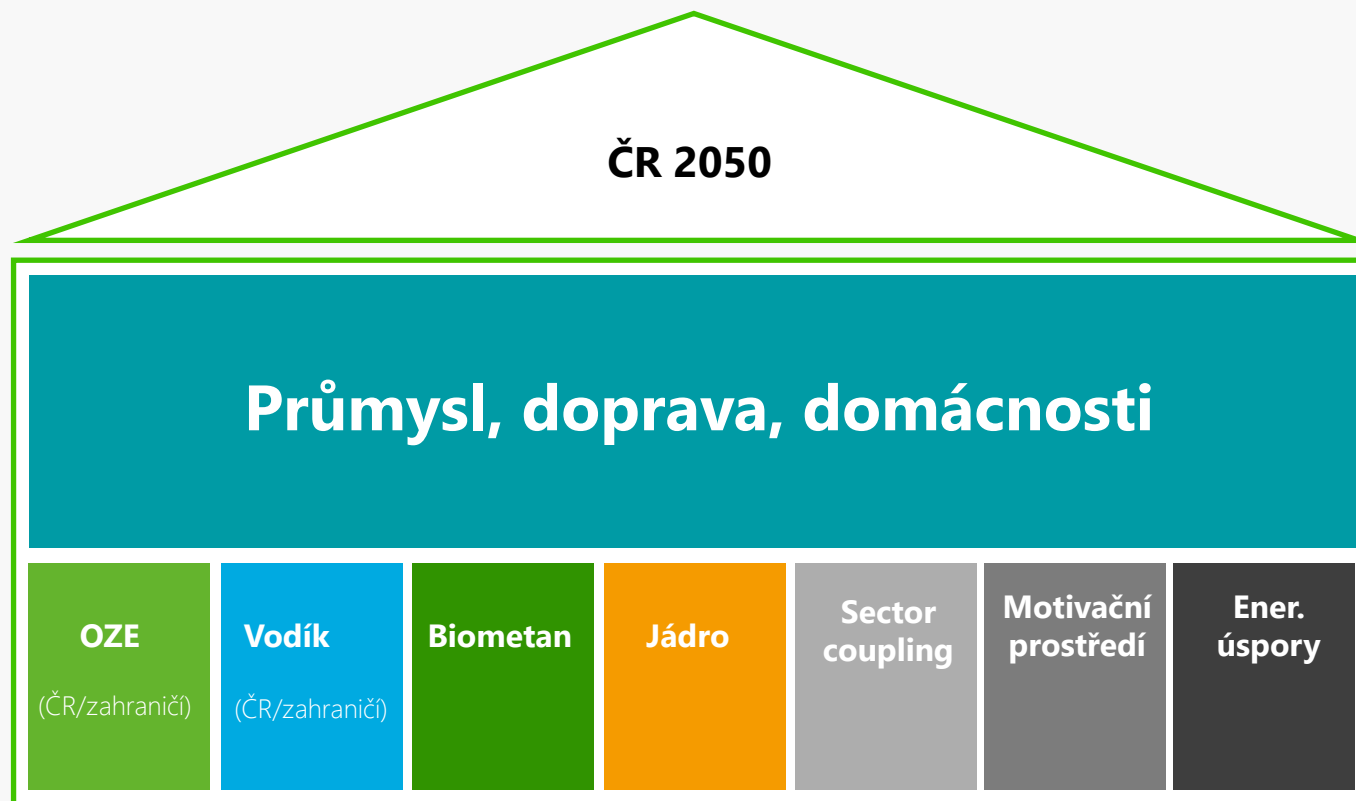 ČR 2050
Průmysl, doprava, domácnosti
OZE
(ČR/zahraničí)
Vodík
(ČR/zahraničí)
Biometan
Jádro
Sector
coupling
Motivační
prostředí
Ener.
úspory